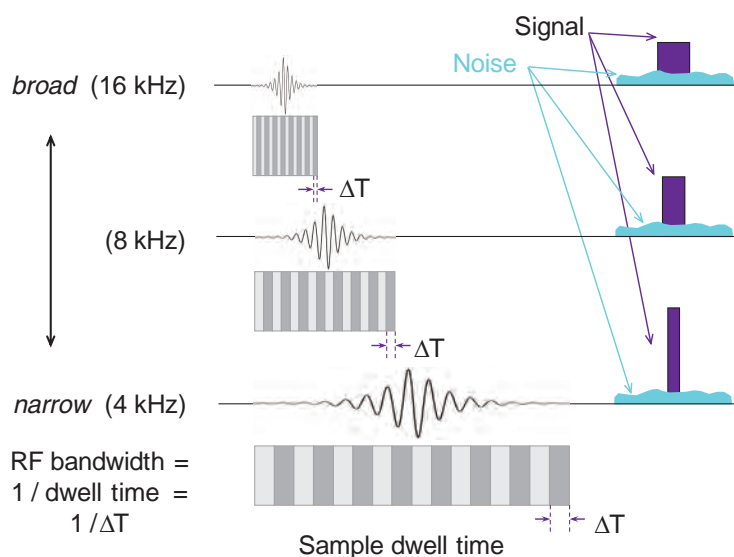 Signal
Noise
broad (16 kHz)
ΔT
(8 kHz)
ΔT
narrow (4 kHz)
RF bandwidth =
1 / dwell time =
1 /ΔT
ΔT
Sample dwell time